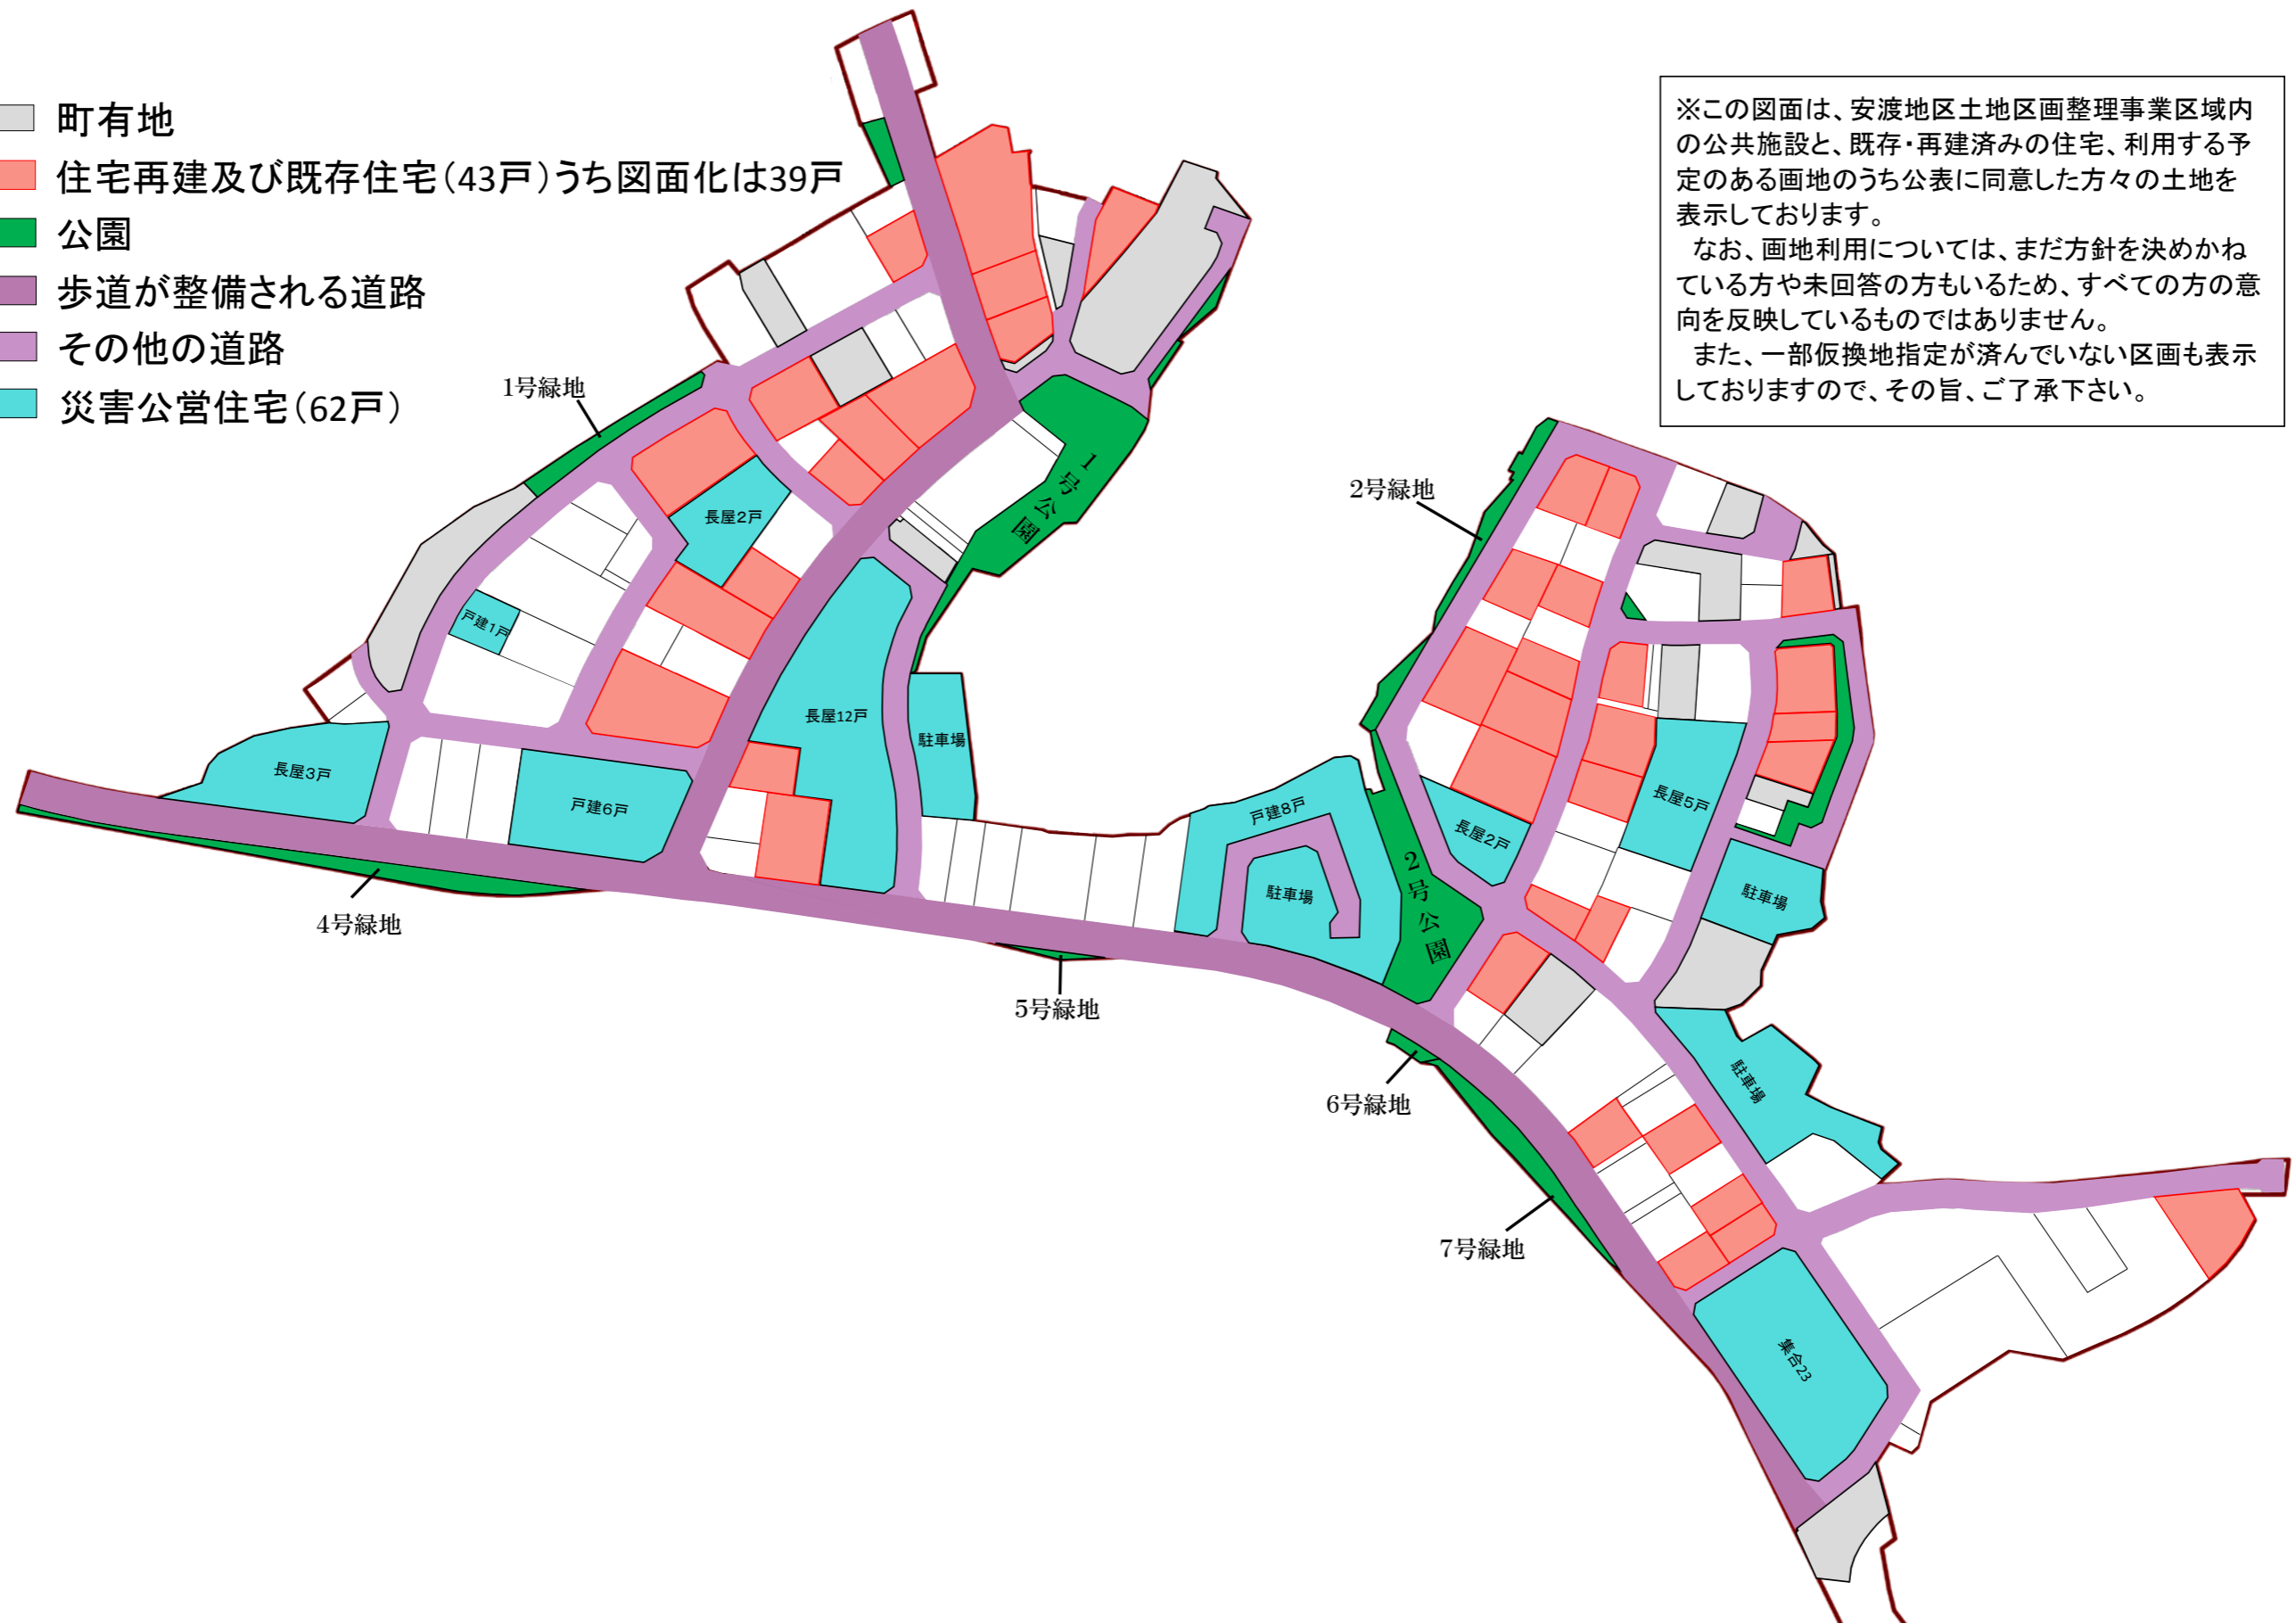 町有地
住宅再建及び既存住宅(43戸)うち図面化は39戸
公園
歩道が整備される道路
その他の道路
災害公営住宅(62戸)
※この図面は、安渡地区土地区画整理事業区域内
の公共施設と、既存・再建済みの住宅、利用する予
定のある画地のうち公表に同意した方々の土地を
表示しております。
なお、画地利用については、まだ方針を決めかね
ている方や未回答の方もいるため、すべての方の意
向を反映しているものではありません。
また、一部仮換地指定が済んでいない区画も表示
しておりますので、その旨、ご了承下さい。
1号緑地
1号公園
2号緑地
長屋2戸
戸建1戸
長屋12戸
駐車場
長屋3戸
戸建6戸
戸建8戸
駐車場
2号公園
長屋2戸
長屋5戸
駐車場
4号緑地
5号緑地
6号緑地
駐車場
7号緑地
集合23